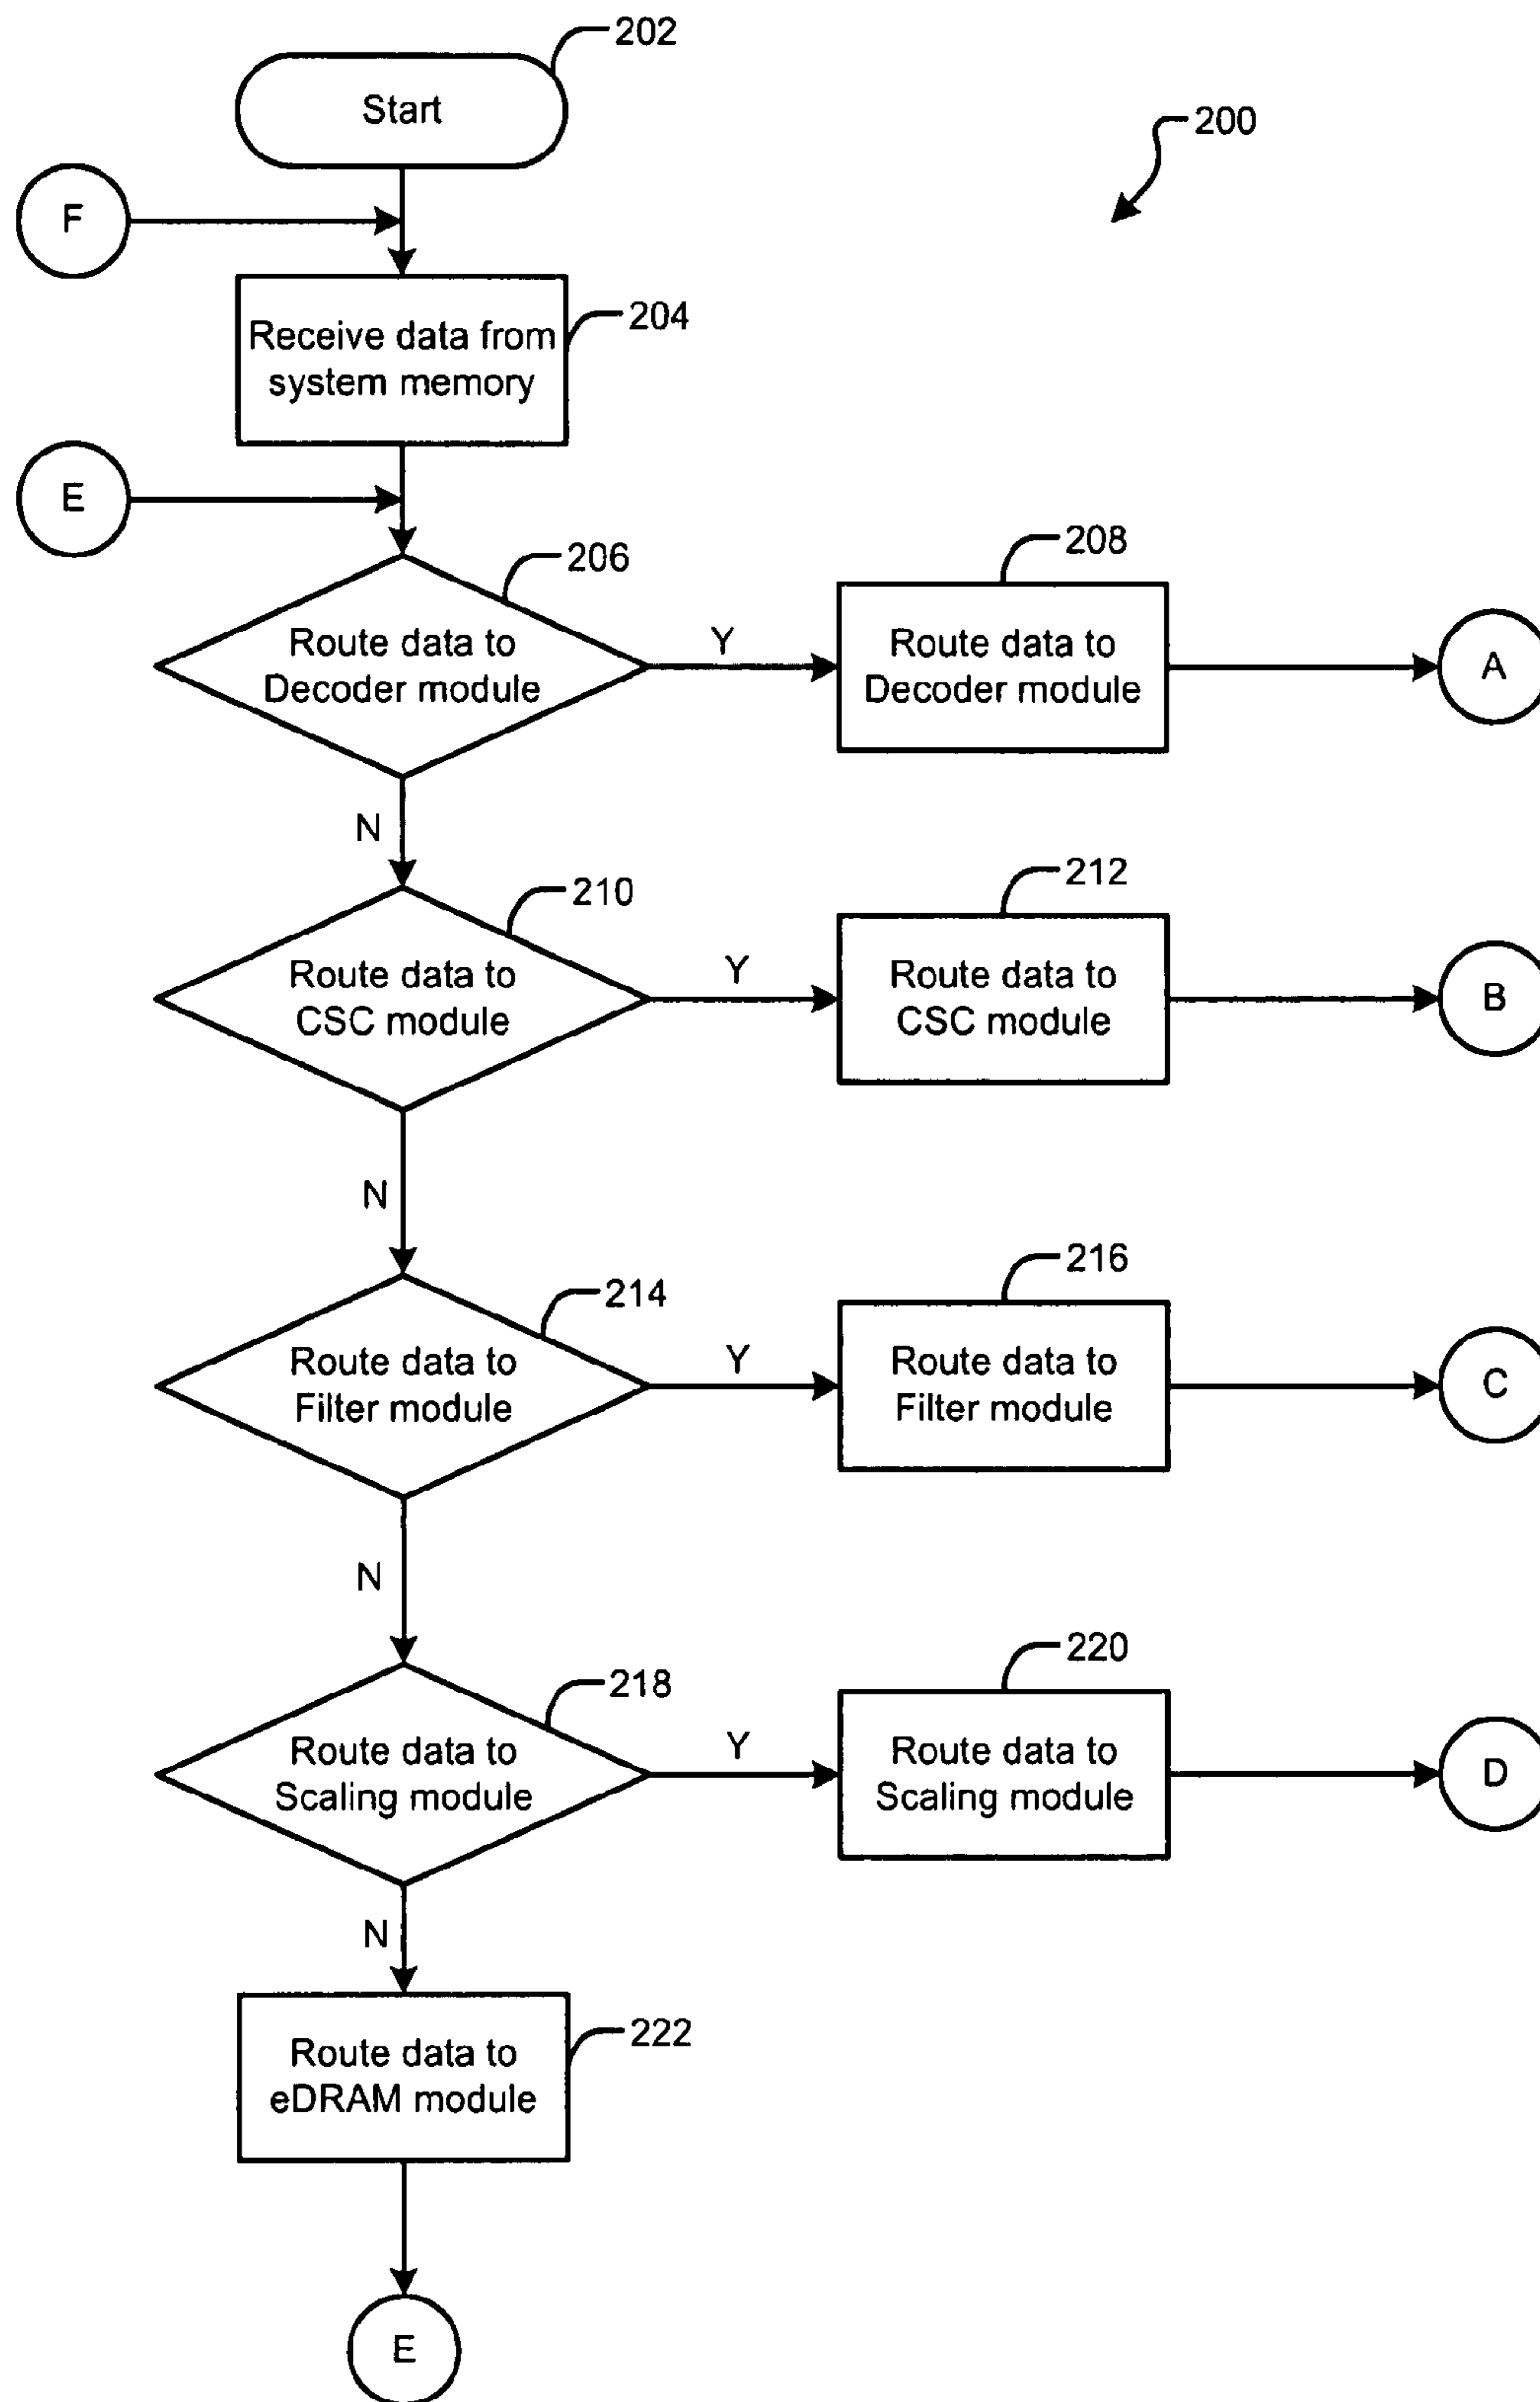 202
Start
200
F
Receive data from
system memory
204
E
206
208
Route data to
Decoder module
Y
Route data to
Decoder module
A
N
210
212
Route data to
CSC module
Y
Route data to
CSC module
B
N
214
216
Route data to
Filter module
Y
Route data to
Filter module
C
N
218
220
Route data to
Scaling module
Y
Route data to
Scaling module
D
N
Route data to
eDRAM module
222
E